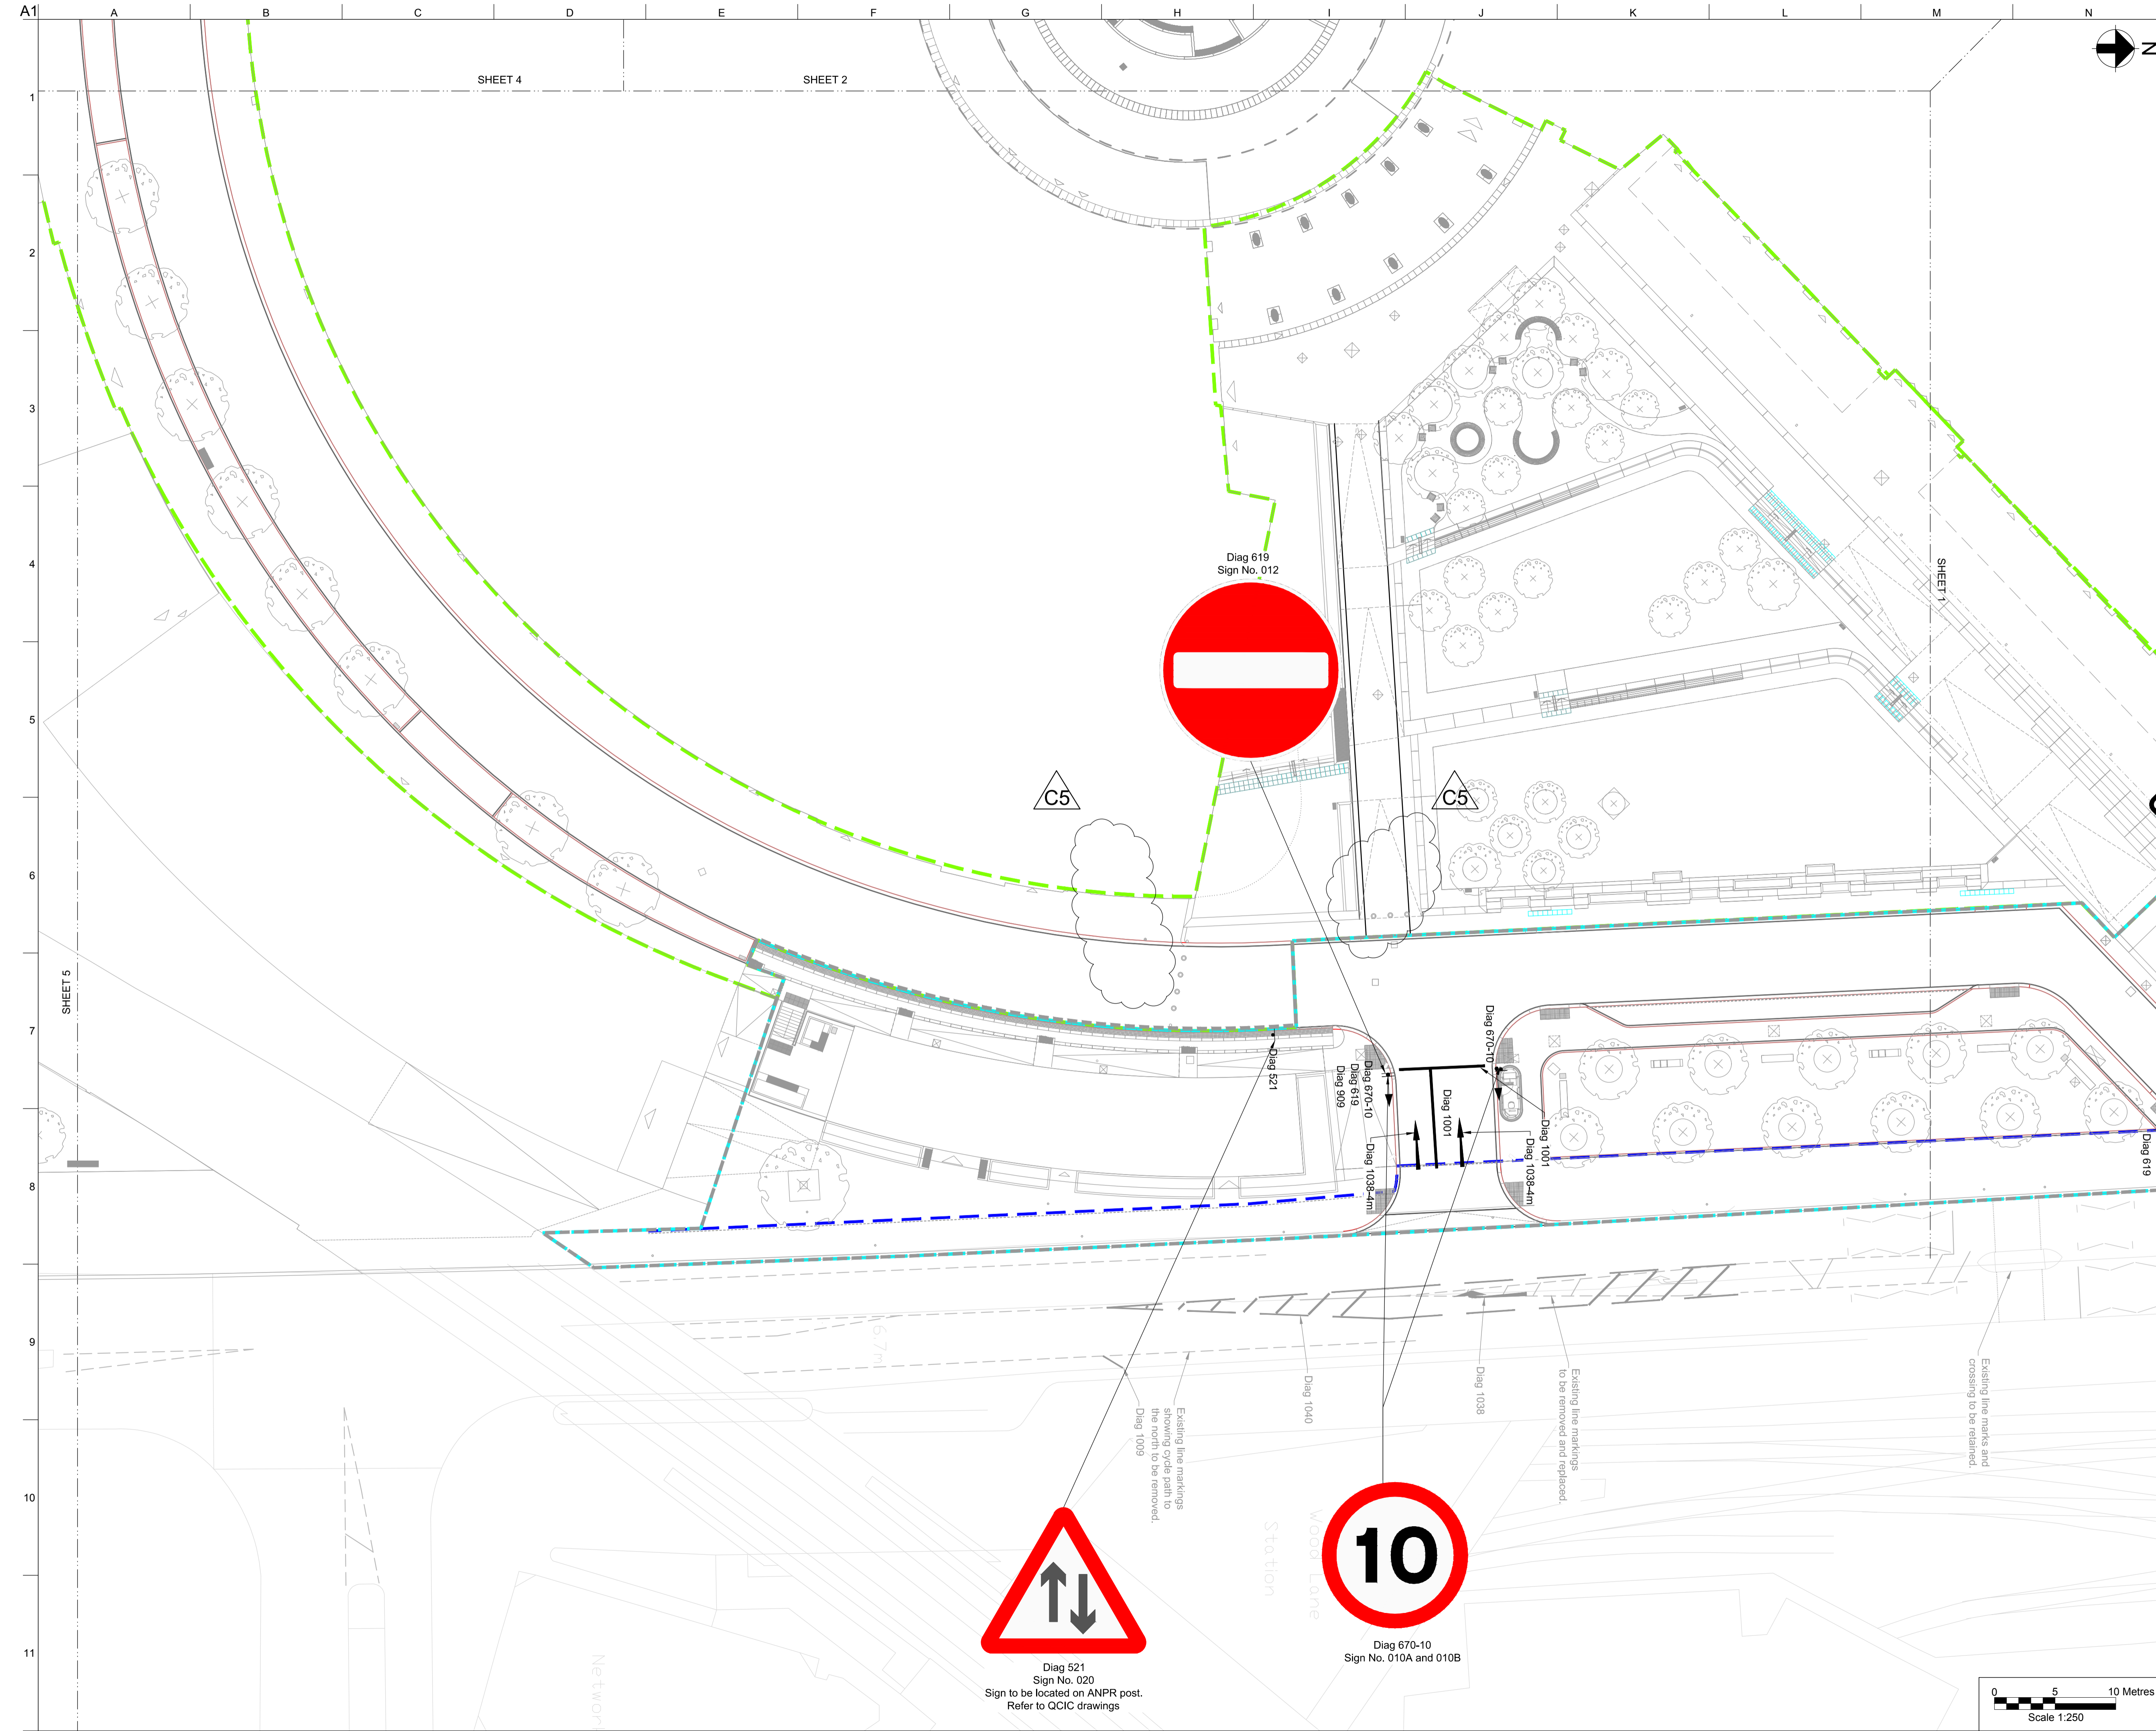 A1
A
B
C
D
E
F
G
H
I
J
K
L
M
N
N
SHEET 4
SHEET 2
1
2
3
4
5
6
7
8
9
10
11
SHEET 1
SHEET 5
Diag 619
Sign No. 012
C5
C5
Diag 521
Diag 670-10
Diag 619
Diag 909
Diag 670-10
Diag 1001
Diag 1001
Diag 1038-4m
Diag 1038-4m
Diag 619
6.7m
Diag 1009
Existing line markings
showing cycle path to
the north to be removed.
Diag 1040
Diag 1038
Existing line markings
to be removed and replaced.
Existing line marks and
crossing to be retained.
Wood Lane
Station
Network
10
Diag 521
Sign No. 020
Sign to be located on ANPR post.
Refer to QCIC drawings
Diag 670-10
Sign No. 010A and 010B
0 5 10 Metres
Scale 1:250